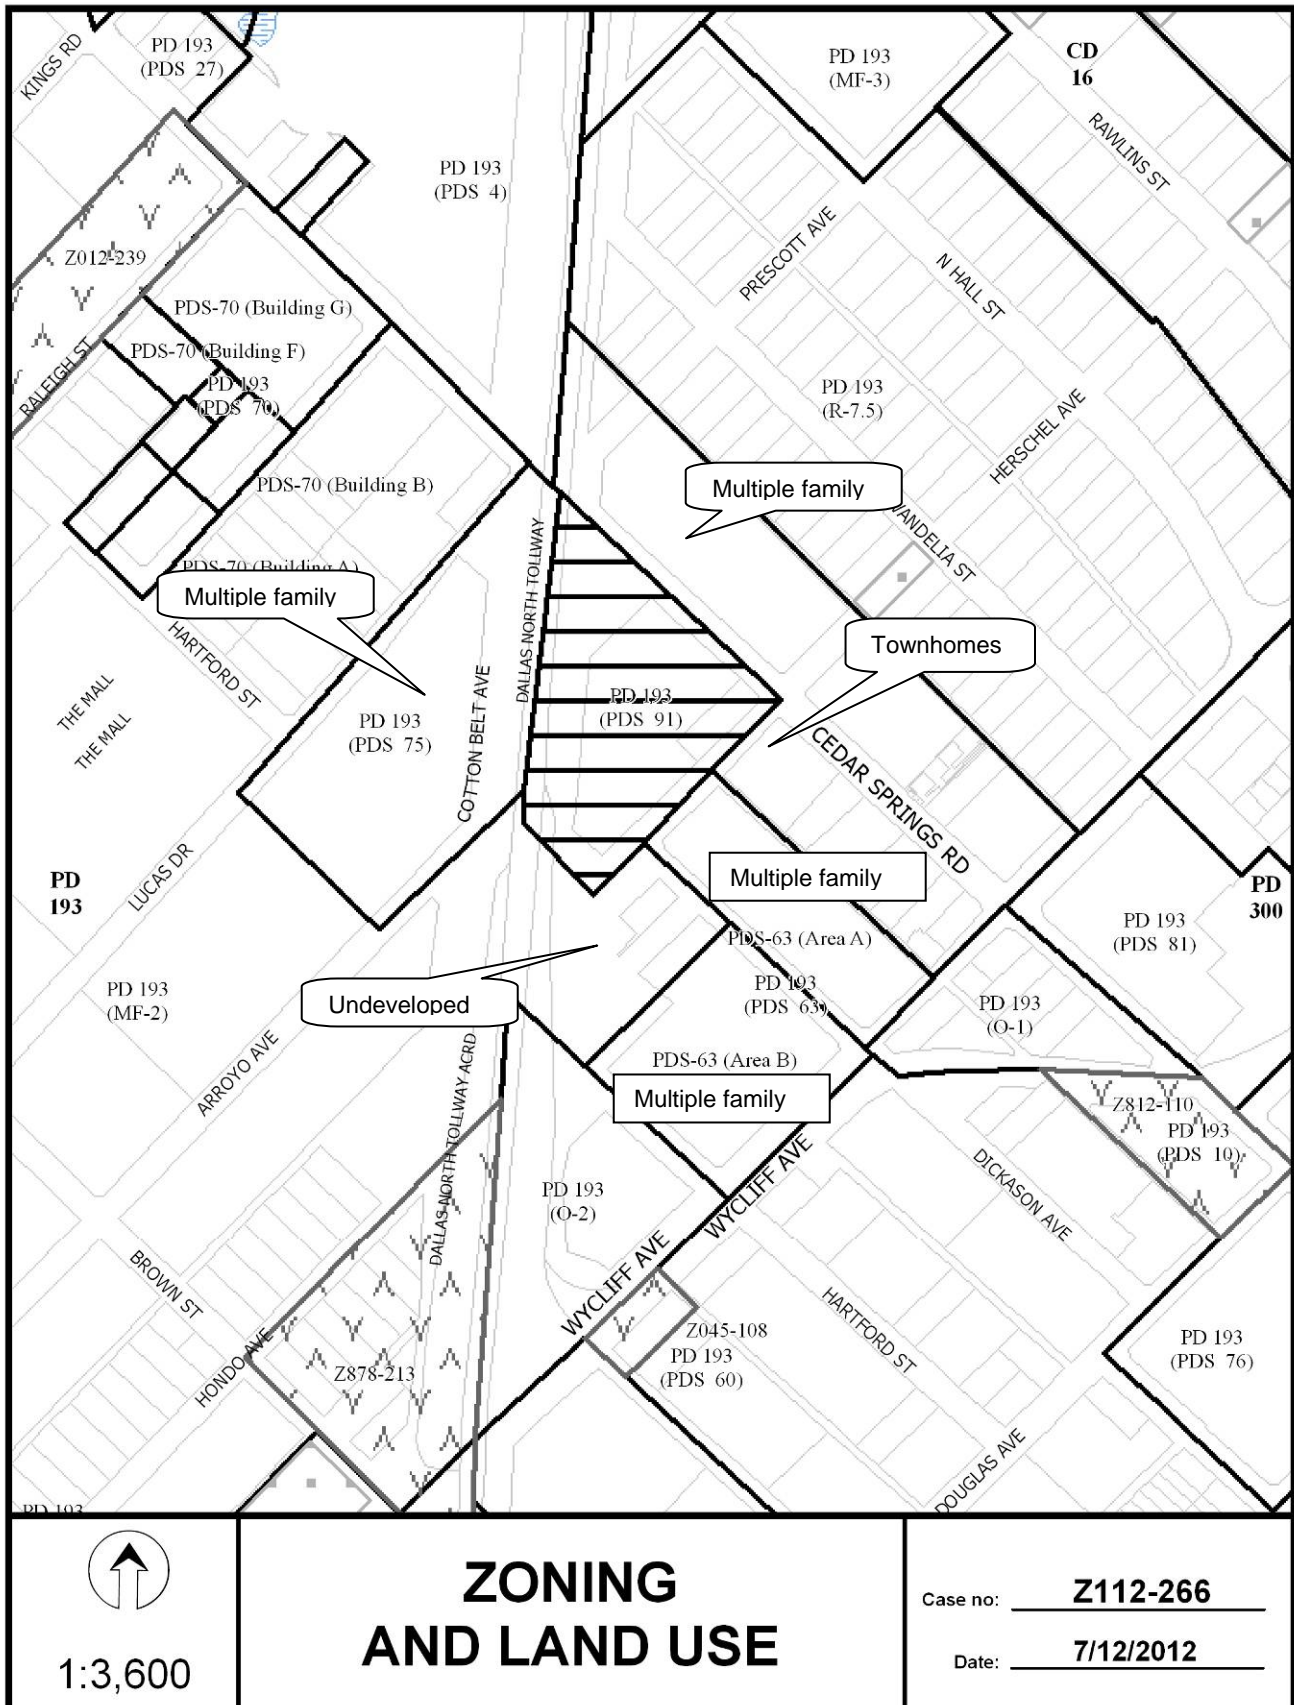 KINGS RD
PD 193
(PDS 27)
PD 193
(MF-3)
CD
16
RAWLINS ST
PD 193
(PDS 4)
Z012-239
PRESCOTT AVE
N HALL ST
PDS-70 (Building G)
PDS-70 (Building F)
RALEIGH ST
PD 193
(PDS 70)
PD 193
(R-7.5)
HERSCHEL AVE
PDS-70 (Building B)
Multiple family
WANDELIA ST
PDS-70 (Building A)
Multiple family
DALLAS NORTH TOLLWAY
Townhomes
HARTFORD ST
THE MALL
THE MALL
PD 193
(PDS 75)
COTTON BELT AVE
PD 193
(PDS 91)
CEDAR SPRINGS RD
PD
193
LUCAS DR
Multiple family
PD
300
PD 193
(PDS 81)
PDS-63 (Area A)
PD 193
(PDS 63)
PD 193
(MF-2)
Undeveloped
PD 193
(O-1)
ARROYO AVE
DALLAS NORTH TOLLWAY ACRD
PDS-63 (Area B)
Multiple family
Z812-110
PD 193
(PDS 10)
DICKASON AVE
PD 193
(O-2)
WYCLIFF AVE
WYCLIFF AVE
BROWN ST
HARTFORD ST
HONDO AVE
Z878-213
Z045-108
PD 193
(PDS 60)
PD 193
(PDS 76)
DOUGLAS AVE
PD 193
1:3,600
ZONING
AND LAND USE
Case no: Z112-266
Date: 7/12/2012